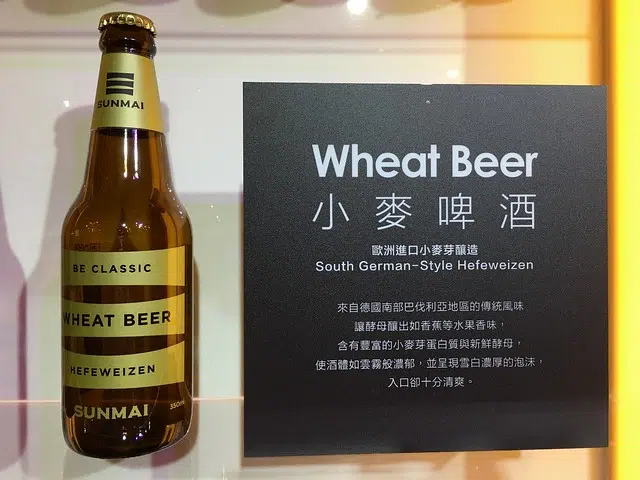 SUNMAI
BE CLASSIC
WHEAT BEER
HEFEWEIZEN
SUNMAI
350ml
Wheat Beer
小麥啤酒
歐洲進口小麥芽釀造
South German-Style Hefeweizen
來自德國南部巴伐利亞地區的傳統風味
讓酵母釀出如香蕉等水果香味，
含有豐富的小麥芽蛋白質與新鮮酵母，
使酒體如雲霧般濃郁，並呈現雪白濃厚的泡沫，
入口卻十分清爽。